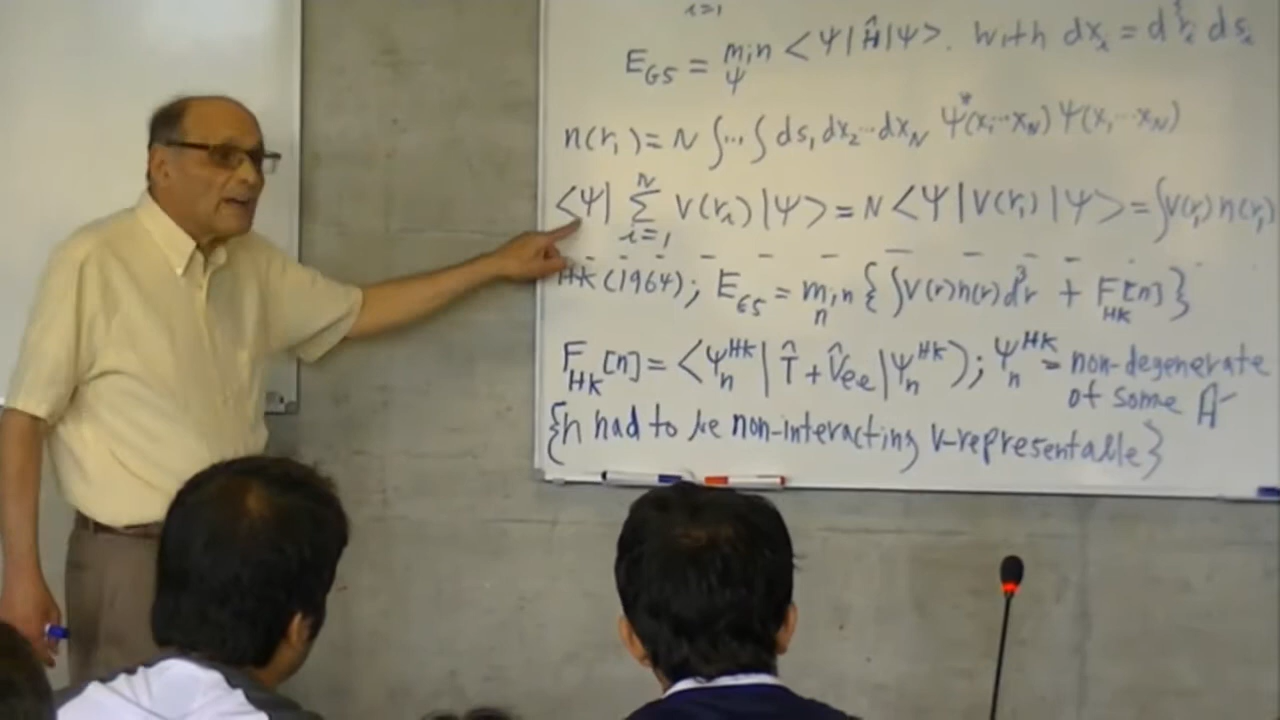 i=1
E_GS = min_Ψ <Ψ|Ĥ|Ψ>. with dx_i = d³r_i ds_i
n(r_1) = N ∫...∫ ds_1 dx_2...dx_N Ψ*(x_1...x_N) Ψ(x_1...x_N)
<Ψ| Σ_{i=1}^{N} v(r_i) |Ψ> = N <Ψ|V(r_1)|Ψ> = ∫v(r_1) n(r_1)
HK (1964); E_GS = min_n { ∫v(r)n(r)d³r + F_HK[n] }
F_HK[n] = <Ψ_n^HK | T̂ + V̂_ee | Ψ_n^HK>; Ψ_n^HK = non-degenerate
of some Ĥ
{n had to be non-interacting v-representable}